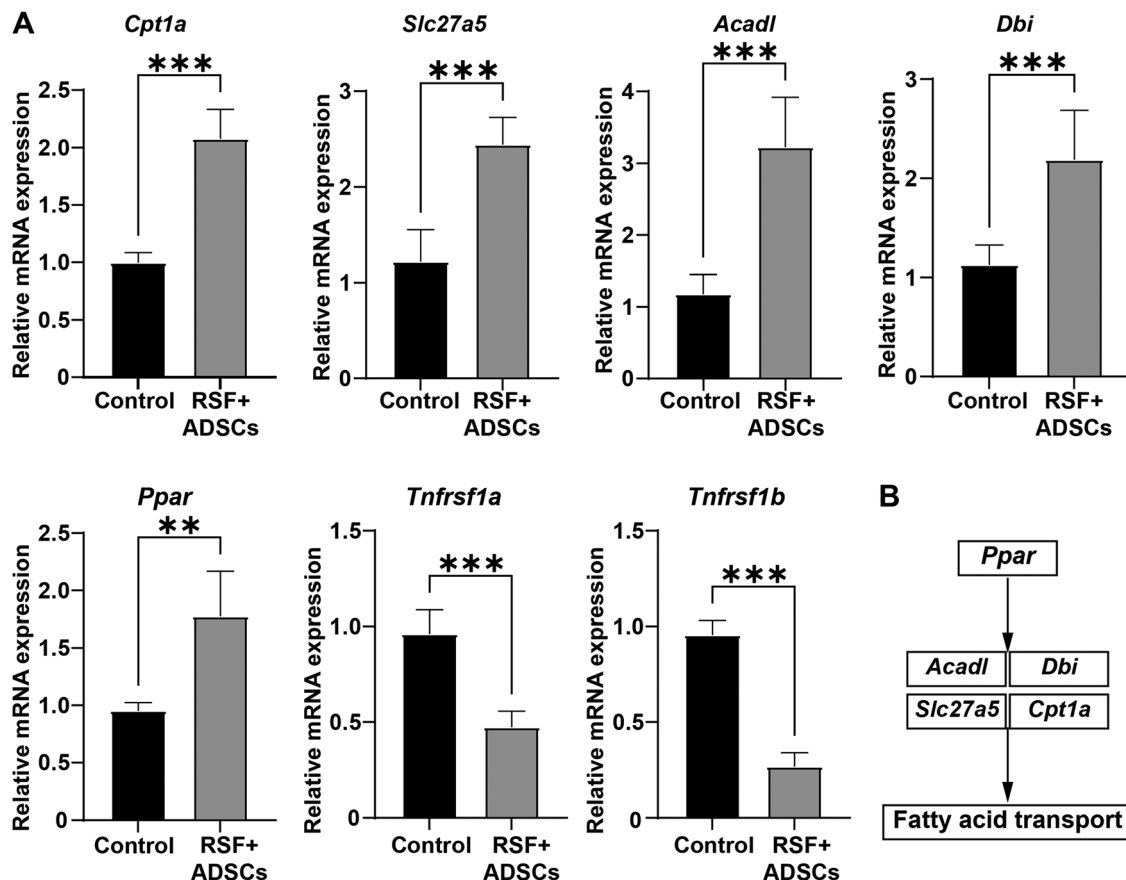 A
Cpt1a
***
Relative mRNA expression
2.5
2.0
1.5
1.0
0.5
0
Control
RSF+
ADSCs
Slc27a5
***
Relative mRNA expression
3
2
1
0
Control
RSF+
ADSCs
Acadl
***
Relative mRNA expression
4
3
2
1
0
Control
RSF+
ADSCs
Dbi
***
Relative mRNA expression
3
2
1
0
Control
RSF+
ADSCs
Ppar
**
Relative mRNA expression
2.5
2.0
1.5
1.0
0.5
0
Control
RSF+
ADSCs
Tnfrsf1a
***
Relative mRNA expression
1.5
1.0
0.5
0
Control
RSF+
ADSCs
Tnfrsf1b
***
Relative mRNA expression
1.5
1.0
0.5
0
Control
RSF+
ADSCs
B
Ppar
Acadl Dbi
Slc27a5 Cpt1a
Fatty acid transport